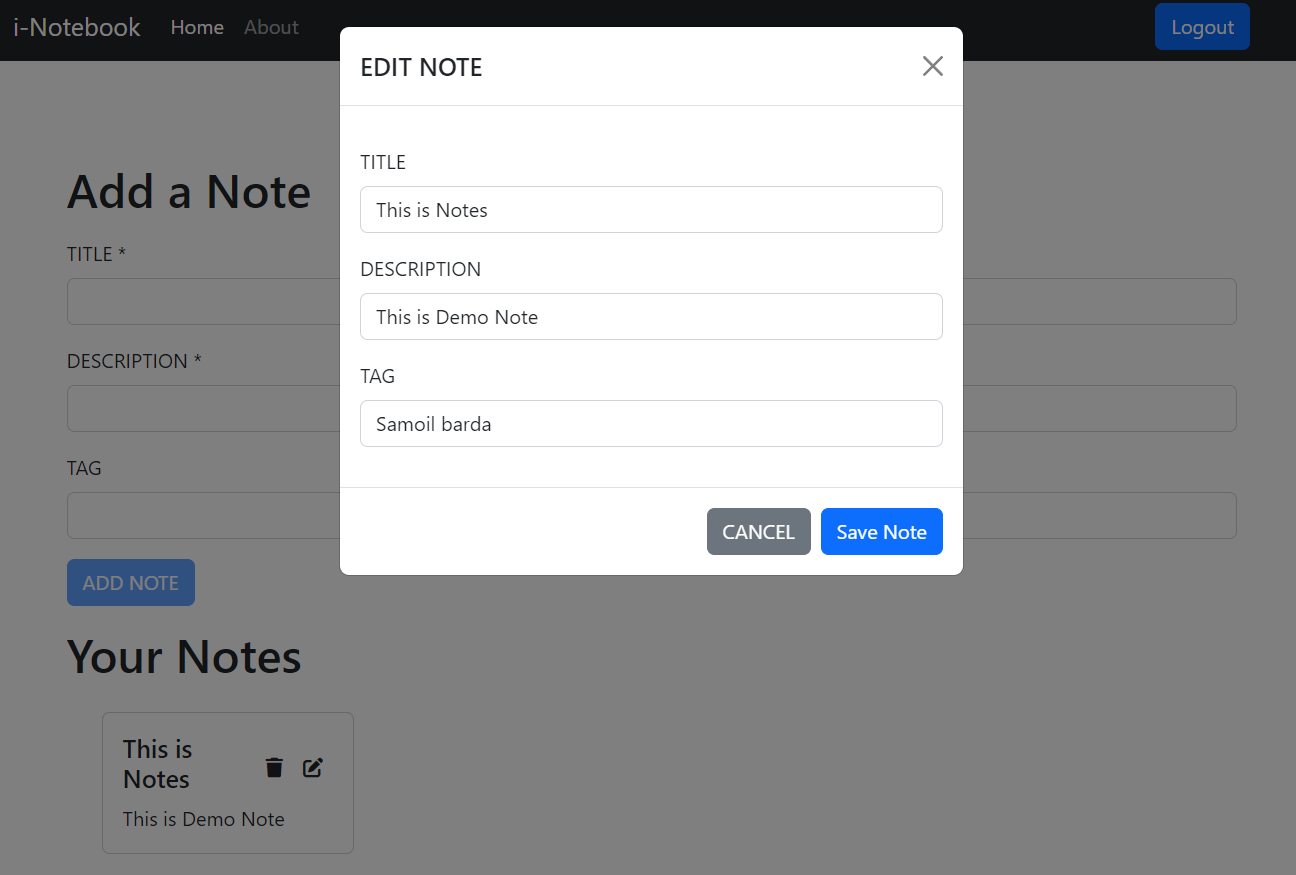 i-Notebook Home About Logout
EDIT NOTE
TITLE
This is Notes
DESCRIPTION
This is Demo Note
TAG
Samoil barda
CANCEL Save Note
Add a Note
TITLE *
DESCRIPTION *
TAG
ADD NOTE
Your Notes
This is
Notes
This is Demo Note